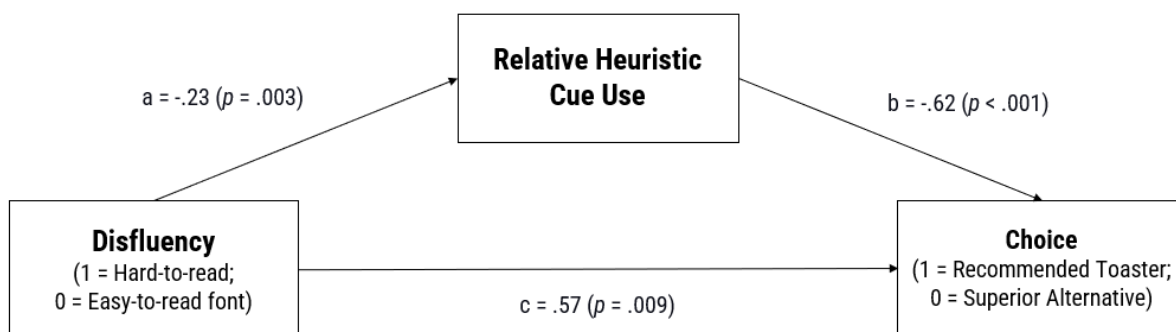 Relative Heuristic
Cue Use
a = -.23 (p = .003)
b = -.62 (p < .001)
Disfluency
(1 = Hard-to-read;
0 = Easy-to-read font)
Choice
(1 = Recommended Toaster;
0 = Superior Alternative)
c = .57 (p = .009)